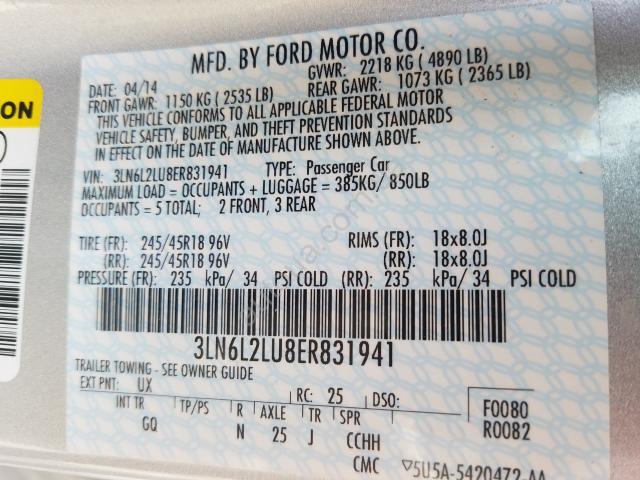 ON
MFD. BY FORD MOTOR CO.
DATE: 04/14 GVWR: 2218 KG ( 4890 LB)
FRONT GAWR: 1150 KG ( 2535 LB) REAR GAWR: 1073 KG ( 2365 LB)
THIS VEHICLE CONFORMS TO ALL APPLICABLE FEDERAL MOTOR
VEHICLE SAFETY, BUMPER, AND THEFT PREVENTION STANDARDS
IN EFFECT ON THE DATE OF MANUFACTURE SHOWN ABOVE.
VIN: 3LN6L2LU8ER831941 TYPE: Passenger Car
MAXIMUM LOAD = OCCUPANTS + LUGGAGE = 385KG/ 850LB
OCCUPANTS = 5 TOTAL; 2 FRONT, 3 REAR
TIRE (FR): 245/45R18 96V RIMS (FR): 18x8.0J
(RR): 245/45R18 96V (RR): 18x8.0J
PRESSURE (FR): 235 kPa/ 34 PSI COLD (RR): 235 kPa/ 34 PSI COLD
3LN6L2LU8ER831941
TRAILER TOWING - SEE OWNER GUIDE
EXT PNT: UX RC: 25 DSO: F0080
INT TR TP/PS R AXLE TR SPR R0082
GQ N 25 J CCHH
CMC ▽5U5A-5420472-AA